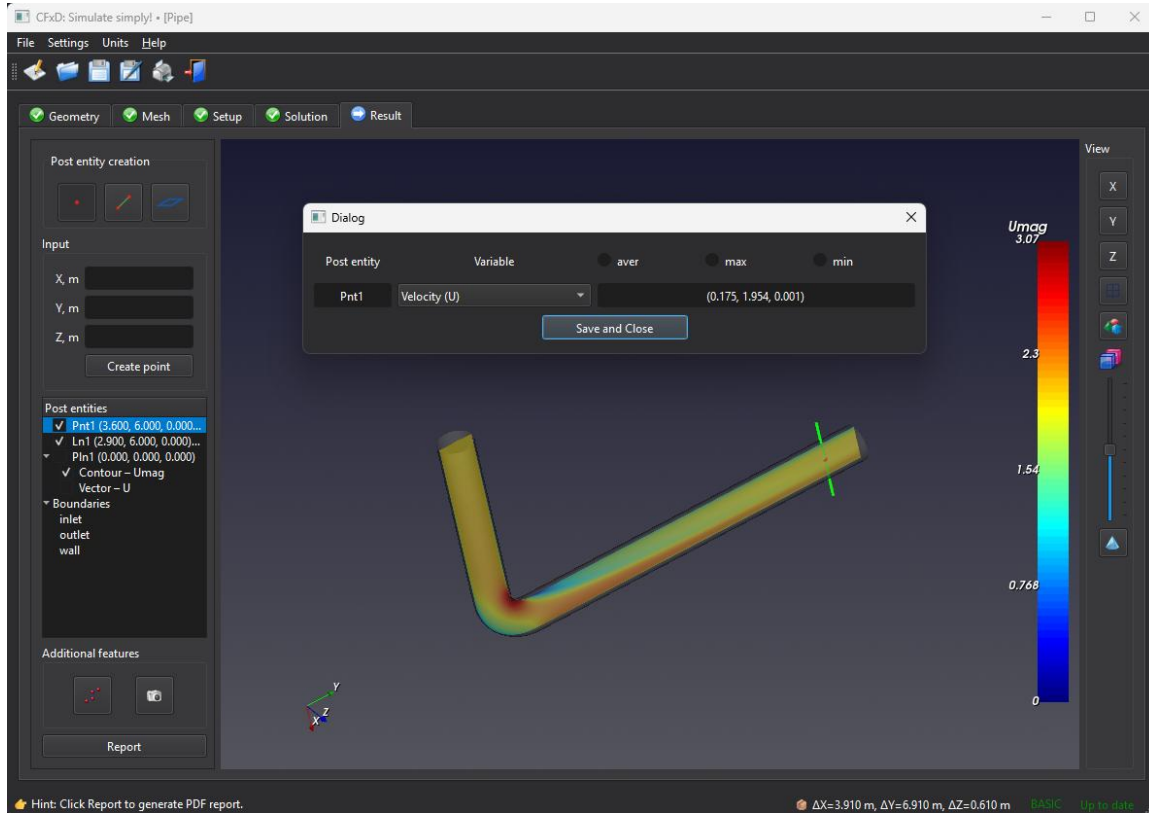 CFxD: Simulate simply! • [Pipe]
File Settings Units Help
Geometry Mesh Setup Solution Result
Post entity creation
Input
X, m
Y, m
Z, m
Create point
Post entities
Pnt1 (3.600, 6.000, 0.000...
Ln1 (2.900, 6.000, 0.000)...
Pln1 (0.000, 0.000, 0.000)
Contour – Umag
Vector – U
Boundaries
inlet
outlet
wall
Additional features
Report
Dialog
Post entity Variable aver max min
Pnt1 Velocity (U) (0.175, 1.954, 0.001)
Save and Close
Umag
3.07
2.3
1.54
0.768
0
Y
Z
X
View
X
Y
Z
Hint: Click Report to generate PDF report.
ΔX=3.910 m, ΔY=6.910 m, ΔZ=0.610 m BASIC Up to date